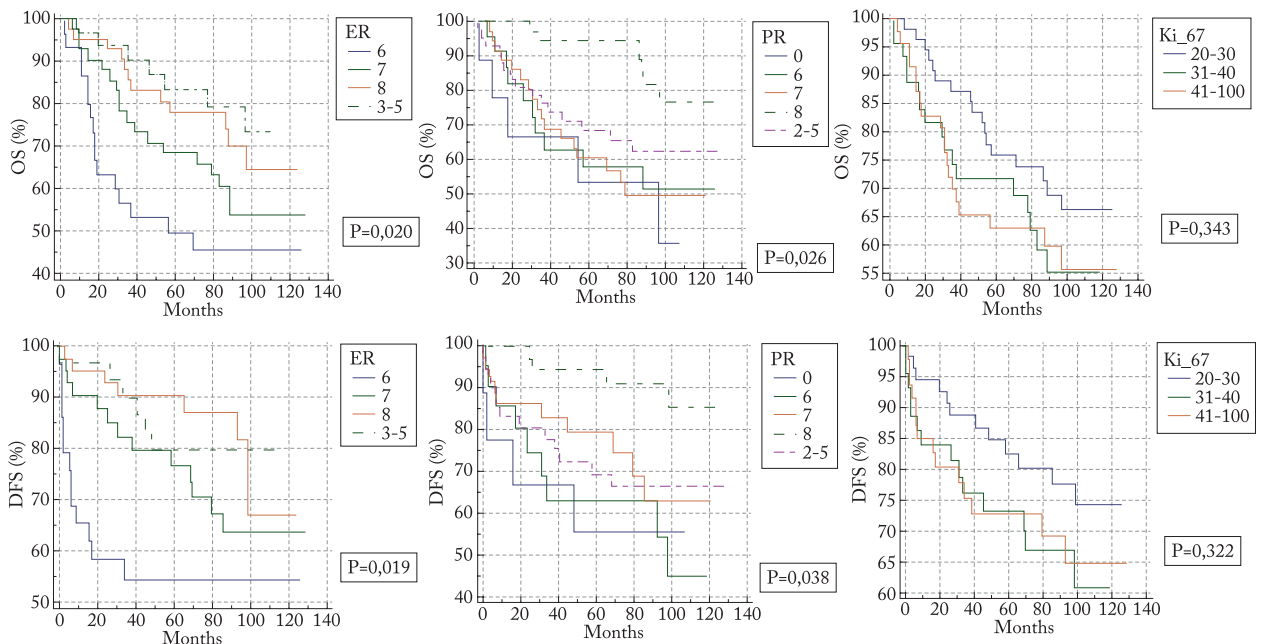 OS (%)
100
90
80
70
60
50
40
0 20 40 60 80 100 120 140
Months
ER
6
7
8
3-5
P=0,020
OS (%)
100
90
80
70
60
50
40
30
0 20 40 60 80 100 120 140
Months
PR
0
6
7
8
2-5
P=0,026
OS (%)
100
95
90
85
80
75
70
65
60
55
0 20 40 60 80 100 120 140
Months
Ki_67
20-30
31-40
41-100
P=0,343
DFS (%)
100
90
80
70
60
50
0 20 40 60 80 100 120 140
Months
ER
6
7
8
3-5
P=0,019
DFS (%)
100
90
80
70
60
50
40
0 20 40 60 80 100 120 140
Months
PR
0
6
7
8
2-5
P=0,038
DFS (%)
100
95
90
85
80
75
70
65
60
0 20 40 60 80 100 120 140
Months
Ki_67
20-30
31-40
41-100
P=0,322